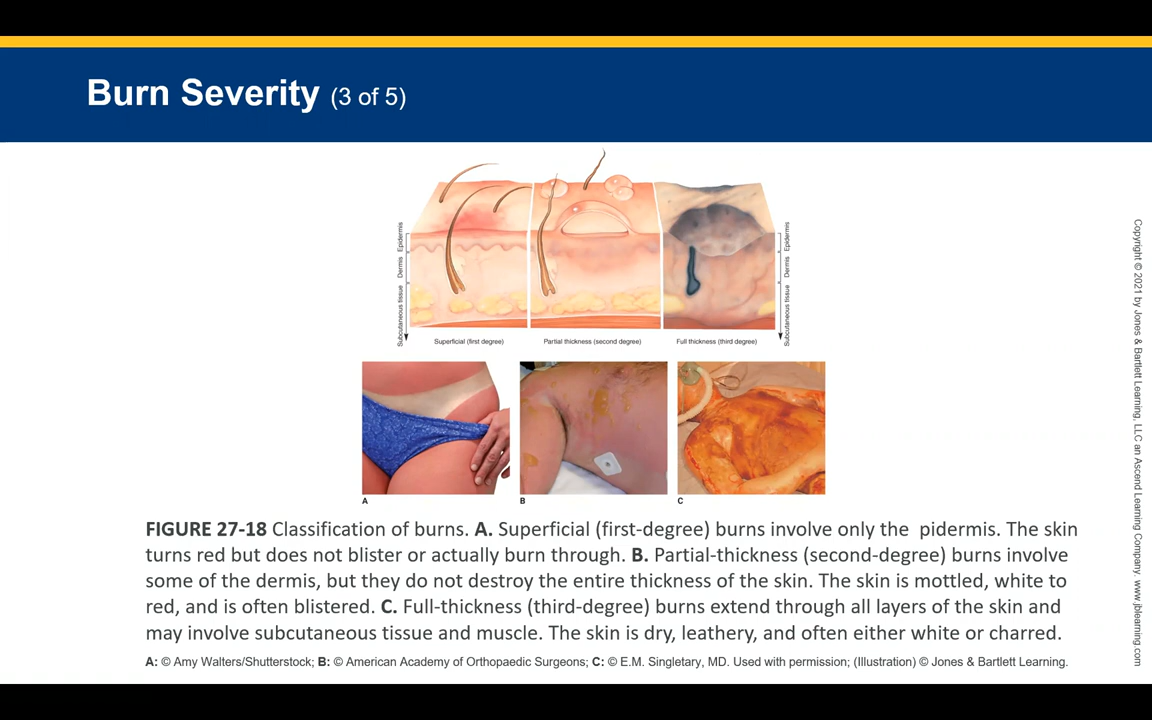 Burn Severity (3 of 5)
Epidermis
Dermis
Subcutaneous tissue
Epidermis
Dermis
Subcutaneous tissue
Superficial (first degree)
Partial thickness (second degree)
Full thickness (third degree)
A
B
C
FIGURE 27-18 Classification of burns. A. Superficial (first-degree) burns involve only the  pidermis. The skin
turns red but does not blister or actually burn through. B. Partial-thickness (second-degree) burns involve
some of the dermis, but they do not destroy the entire thickness of the skin. The skin is mottled, white to
red, and is often blistered. C. Full-thickness (third-degree) burns extend through all layers of the skin and
may involve subcutaneous tissue and muscle. The skin is dry, leathery, and often either white or charred.
A: © Amy Walters/Shutterstock; B: © American Academy of Orthopaedic Surgeons; C: © E.M. Singletary, MD. Used with permission; (Illustration) © Jones & Bartlett Learning.
Copyright © 2021 by Jones & Bartlett Learning, LLC an Ascend Learning Company. www.jblearning.com